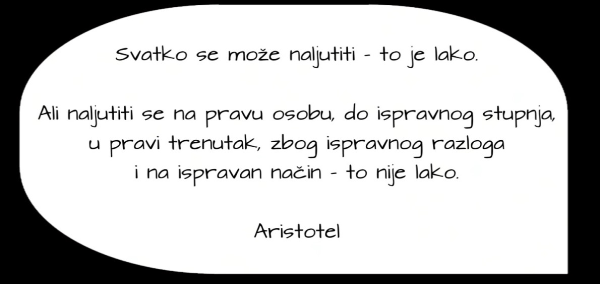 Svatko se može naljutiti - to je lako.
Ali naljutiti se na pravu osobu, do ispravnog stupnja,
u pravi trenutak, zbog ispravnog razloga
i na ispravan način - to nije lako.
Aristotel